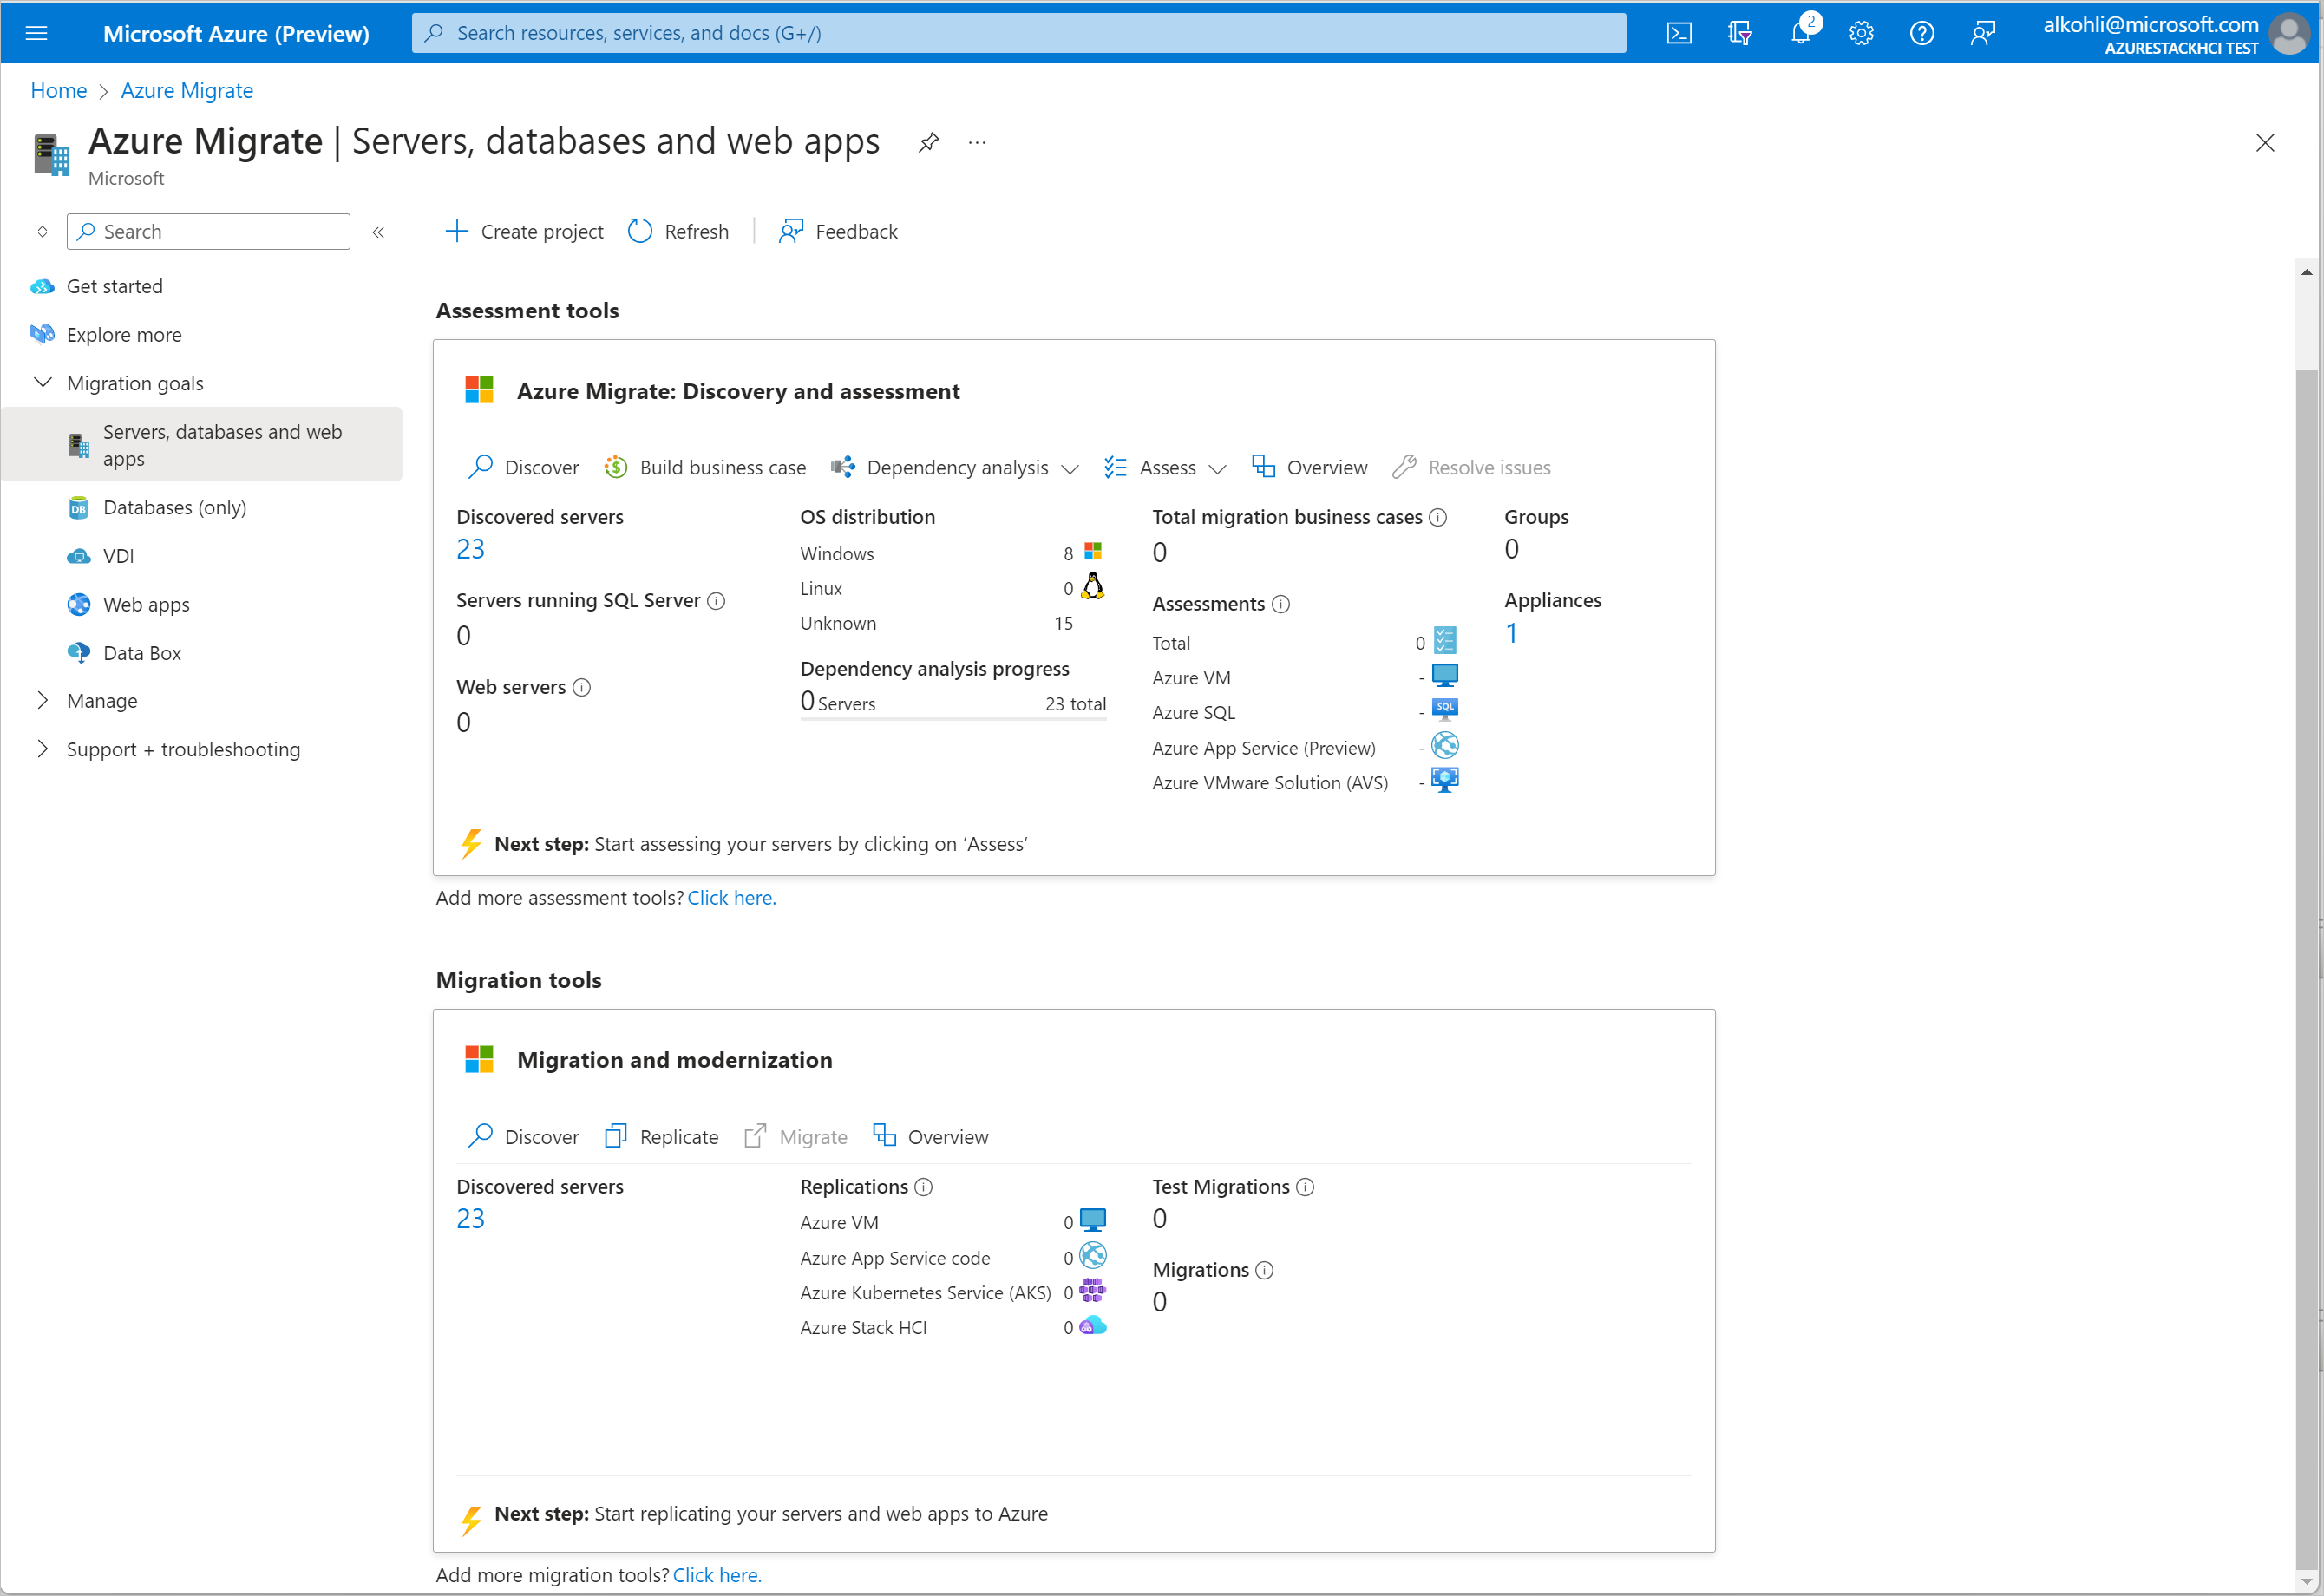 Microsoft Azure (Preview)
Search resources, services, and docs (G+/)
2
alkohli@microsoft.com
AZURESTACKHCI TEST
Home > Azure Migrate
Azure Migrate | Servers, databases and web apps
...
Microsoft
Search
«
Create project
Refresh
Feedback
Get started
Explore more
Migration goals
Servers, databases and web
apps
Databases (only)
VDI
Web apps
Data Box
Manage
Support + troubleshooting
Assessment tools
Azure Migrate: Discovery and assessment
Discover
Build business case
Dependency analysis
Assess
Overview
Resolve issues
Discovered servers
23
Servers running SQL Server
0
Web servers
0
OS distribution
Windows 8
Linux 0
Unknown 15
Dependency analysis progress
0 Servers 23 total
Total migration business cases
0
Assessments
Total 0
Azure VM -
Azure SQL - SQL
Azure App Service (Preview) -
Azure VMware Solution (AVS) -
Groups
0
Appliances
1
Next step: Start assessing your servers by clicking on ‘Assess’
Add more assessment tools? Click here.
Migration tools
Migration and modernization
Discover
Replicate
Migrate
Overview
Discovered servers
23
Replications
Azure VM 0
Azure App Service code 0
Azure Kubernetes Service (AKS) 0
Azure Stack HCI 0
Test Migrations
0
Migrations
0
Next step: Start replicating your servers and web apps to Azure
Add more migration tools? Click here.